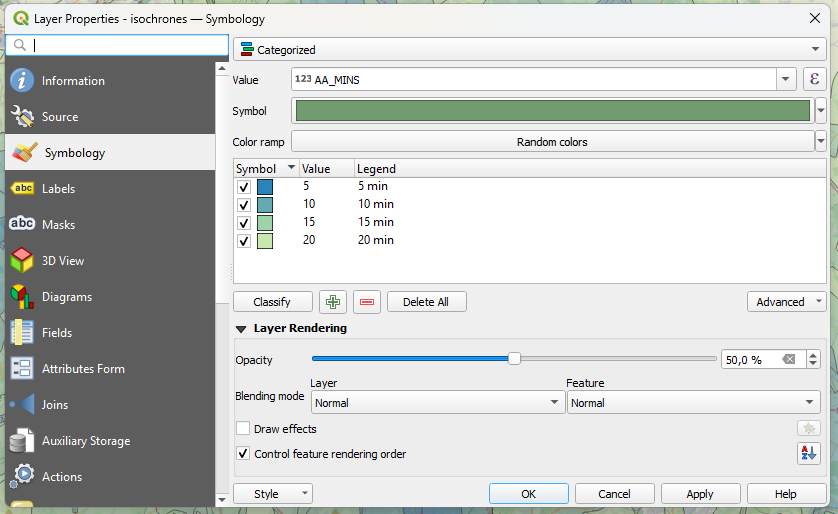 Layer Properties - isochrones — Symbology
Categorized
Information
Source
Symbology
abc Labels
abc Masks
3D View
Diagrams
Fields
Attributes Form
Joins
Auxiliary Storage
Actions
Value 123 AA_MINS ε
Symbol
Color ramp Random colors
Symbol Value Legend
5 5 min
10 10 min
15 15 min
20 20 min
Classify Delete All Advanced
Layer Rendering
Opacity 50,0 %
Layer Feature
Blending mode Normal Normal
Draw effects
Control feature rendering order A Z
Style OK Cancel Apply Help